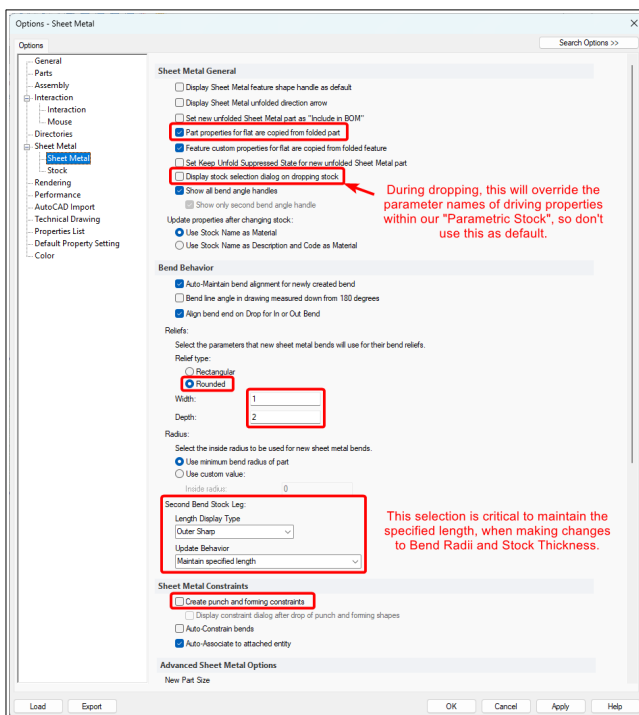 Options - Sheet Metal
Options
Search Options >>
General
Parts
Assembly
Interaction
Interaction
Mouse
Directories
Sheet Metal
Sheet Metal
Stock
Rendering
Performance
AutoCAD Import
Technical Drawing
Properties List
Default Property Setting
Color
Sheet Metal General
Display Sheet Metal feature shape handle as default
Display Sheet Metal unfolded direction arrow
Set new unfolded Sheet Metal part as "Include in BOM"
Part properties for flat are copied from folded part
Feature custom properties for flat are copied from folded feature
Set Keep Unfold Suppressed State for new unfolded Sheet Metal part
Display stock selection dialog on dropping stock
Show all bend angle handles
Show only second bend angle handle
During dropping, this will override the
parameter names of driving properties
within our "Parametric Stock", so don't
use this as default.
Update properties after changing stock:
Use Stock Name as Material
Use Stock Name as Description and Code as Material
Bend Behavior
Auto-Maintain bend alignment for newly created bend
Bend line angle in drawing measured down from 180 degrees
Align bend end on Drop for In or Out Bend
Reliefs:
Select the parameters that new sheet metal bends will use for their bend reliefs.
Relief type:
Rectangular
Rounded
Width: 1
Depth: 2
Radius:
Select the inside radius to be used for new sheet metal bends.
Use minimum bend radius of part
Use custom value:
Inside radius: 0
Second Bend Stock Leg:
Length Display Type
Outer Sharp
Update Behavior
Maintain specified length
This selection is critical to maintain the
specified length, when making changes
to Bend Radii and Stock Thickness.
Sheet Metal Constraints
Create punch and forming constraints
Display constraint dialog after drop of punch and forming shapes
Auto-Constrain bends
Auto-Associate to attached entity
Advanced Sheet Metal Options
New Part Size
Load
Export
OK
Cancel
Apply
Help